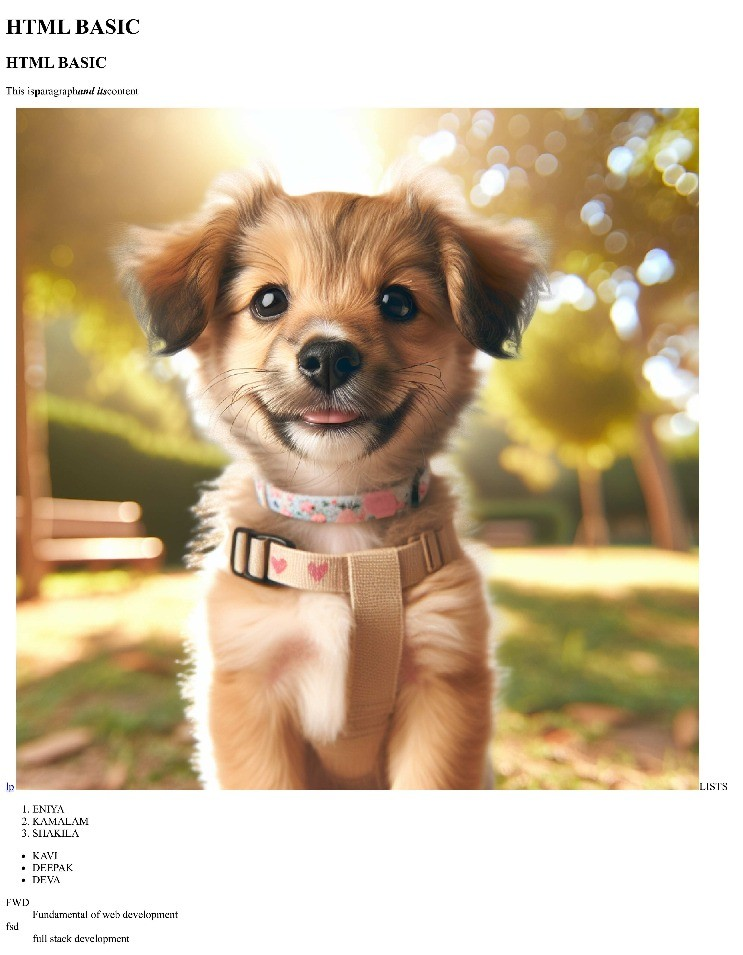 HTML BASIC
HTML BASIC
This isparagraphand itscontent
lp LISTS
1. ENIYA
2. KAMALAM
3. SHAKILA
• KAVI
• DEEPAK
• DEVA
FWD
Fundamental of web development
fsd
full stack development